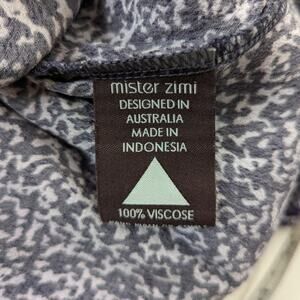 mister zimi
DESIGNED IN
AUSTRALIA
MADE IN
INDONESIA
100% VISCOSE